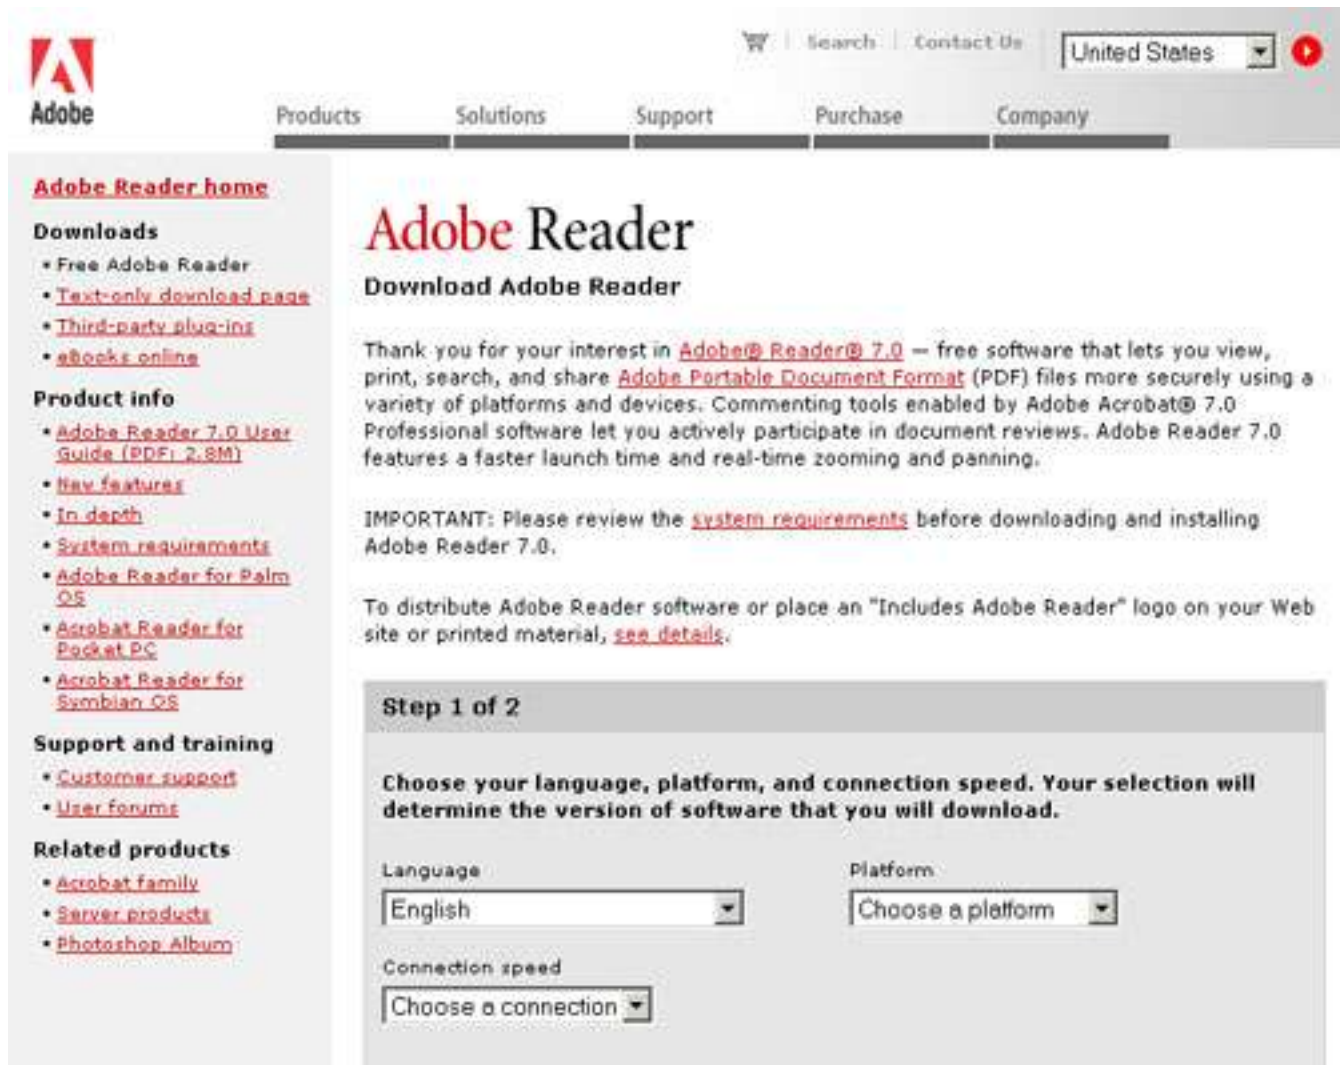 Search | Contact Us
United States
Adobe
Products Solutions Support Purchase Company
Adobe Reader home
Downloads
• Free Adobe Reader
• Text-only download page
• Third-party plug-ins
• eBooks online
Product info
• Adobe Reader 7.0 User
Guide (PDF: 2.8M)
• New features
• In depth
• System requirements
• Adobe Reader for Palm
OS
• Acrobat Reader for
Pocket PC
• Acrobat Reader for
Symbian OS
Support and training
• Customer support
• User forums
Related products
• Acrobat family
• Server products
• Photoshop Album
Adobe Reader
Download Adobe Reader
Thank you for your interest in Adobe® Reader® 7.0 — free software that lets you view,
print, search, and share Adobe Portable Document Format (PDF) files more securely using a
variety of platforms and devices. Commenting tools enabled by Adobe Acrobat® 7.0
Professional software let you actively participate in document reviews. Adobe Reader 7.0
features a faster launch time and real-time zooming and panning.
IMPORTANT: Please review the system requirements before downloading and installing
Adobe Reader 7.0.
To distribute Adobe Reader software or place an "Includes Adobe Reader" logo on your Web
site or printed material, see details.
Step 1 of 2
Choose your language, platform, and connection speed. Your selection will
determine the version of software that you will download.
Language Platform
English Choose a platform
Connection speed
Choose a connection